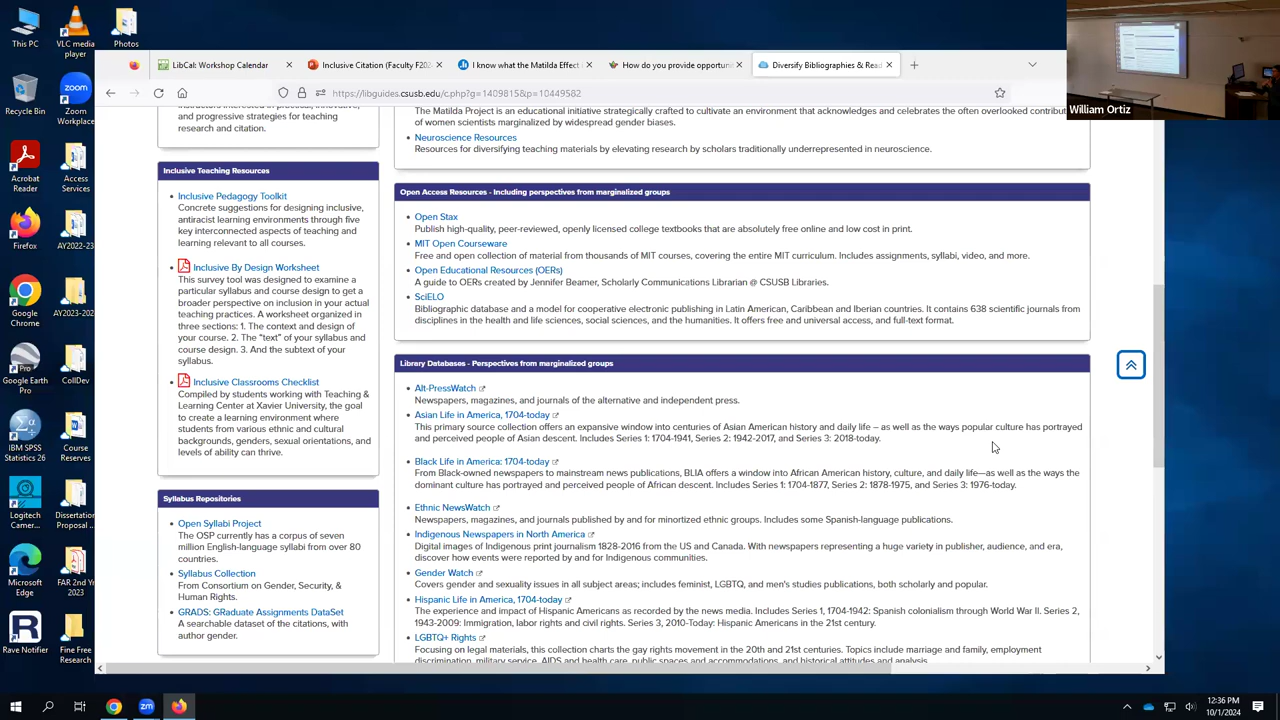 This PC
VLC media
player
Photos
Recycle Bin
Zoom
Workplace
Acrobat
Reader
Access
Services
Firefox
AY2022-23
Google
Chrome
AY2023-24
Google Earth
Pro
CollDev
IBM SPSS
Statistics 26
Course
Reserves
Logitech
Camer...
Dissertation
Proposal ...
Microsoft
Edge
FAR 2nd Y
2023
Rave Notifier
Fine Free
Resear...
LibCal: Workshop Calendar
Inclusive Citation (Faculty F202
I know what the Matilda Effect i
How do you provide opportuni
Diversify Bibliographies & Read
https://libguides.csusb.edu/c.php?g=1409815&p=10449582
William Ortiz
and progressive strategies for teaching
research and citation.
Inclusive Teaching Resources
Inclusive Pedagogy Toolkit
Concrete suggestions for designing inclusive,
antiracist learning environments through five
key interconnected aspects of teaching and
learning relevant to all courses.
Inclusive By Design Worksheet
This survey tool was designed to examine a
particular syllabus and course design to get a
broader perspective on inclusion in your actual
teaching practices. A worksheet organized in
three sections: 1. The context and design of
your course. 2. The "text" of your syllabus and
course design. 3. And the subtext of your
syllabus.
Inclusive Classrooms Checklist
Compiled by students working with Teaching &
Learning Center at Xavier University, the goal
to create a learning environment where
students from various ethnic and cultural
backgrounds, genders, sexual orientations, and
levels of ability can thrive.
Syllabus Repositories
Open Syllabi Project
The OSP currently has a corpus of seven
million English-language syllabi from over 80
countries.
Syllabus Collection
From Consortium on Gender, Security, &
Human Rights.
GRADS: GRaduate Assignments DataSet
A searchable dataset of the citations, with
author gender.
The Matilda Project is an educational initiative strategically crafted to cultivate an environment that acknowledges and celebrates the often overlooked
of women scientists marginalized by widespread gender biases.
Neuroscience Resources
Resources for diversifying teaching materials by elevating research by scholars traditionally underrepresented in neuroscience.
Open Access Resources - Including perspectives from marginalized groups
Open Stax
Publish high-quality, peer-reviewed, openly licensed college textbooks that are absolutely free online and low cost in print.
MIT Open Courseware
Free and open collection of material from thousands of MIT courses, covering the entire MIT curriculum. Includes assignments, syllabi, video, and more.
Open Educational Resources (OERs)
A guide to OERs created by Jennifer Beamer, Scholarly Communications Librarian @ CSUSB Libraries.
SciELO
Bibliographic database and a model for cooperative electronic publishing in Latin American, Caribbean and Iberian countries. It contains 638 scientific journals from
disciplines in the health and life sciences, social sciences, and the humanities. It offers free and universal access, and full-text format.
Library Databases - Perspectives from marginalized groups
Alt-PressWatch
Newspapers, magazines, and journals of the alternative and independent press.
Asian Life in America, 1704-today
This primary source collection offers an expansive window into centuries of Asian American history and daily life – as well as the ways popular culture has portrayed
and perceived people of Asian descent. Includes Series 1: 1704-1941, Series 2: 1942-2017, and Series 3: 2018-today.
Black Life in America: 1704-today
From Black-owned newspapers to mainstream news publications, BLIA offers a window into African American history, culture, and daily life—as well as the ways the
dominant culture has portrayed and perceived people of African descent. Includes Series 1: 1704-1877, Series 2: 1878-1975, and Series 3: 1976-today.
Ethnic NewsWatch
Newspapers, magazines, and journals published by and for minortized ethnic groups. Includes some Spanish-language publications.
Indigenous Newspapers in North America
Digital images of Indigenous print journalism 1828-2016 from the US and Canada. With newspapers representing a huge variety in publisher, audience, and era,
discover how events were reported by and for Indigenous communities.
Gender Watch
Covers gender and sexuality issues in all subject areas; includes feminist, LGBTQ, and men's studies publications, both scholarly and popular.
Hispanic Life in America, 1704-today
The experience and impact of Hispanic Americans as recorded by the news media. Includes Series 1, 1704-1942: Spanish colonialism through World War II. Series 2,
1943-2009: Immigration, labor rights and civil rights. Series 3, 2010-Today: Hispanic Americans in the 21st century.
LGBTQ+ Rights
Focusing on legal materials, this collection charts the gay rights movement in the 20th and 21st centuries. Topics include marriage and family, employment
discrimination, military service, AIDS and health care, public spaces and accommodations, and historical attitudes and analysis.
12:36 PM
10/1/2024